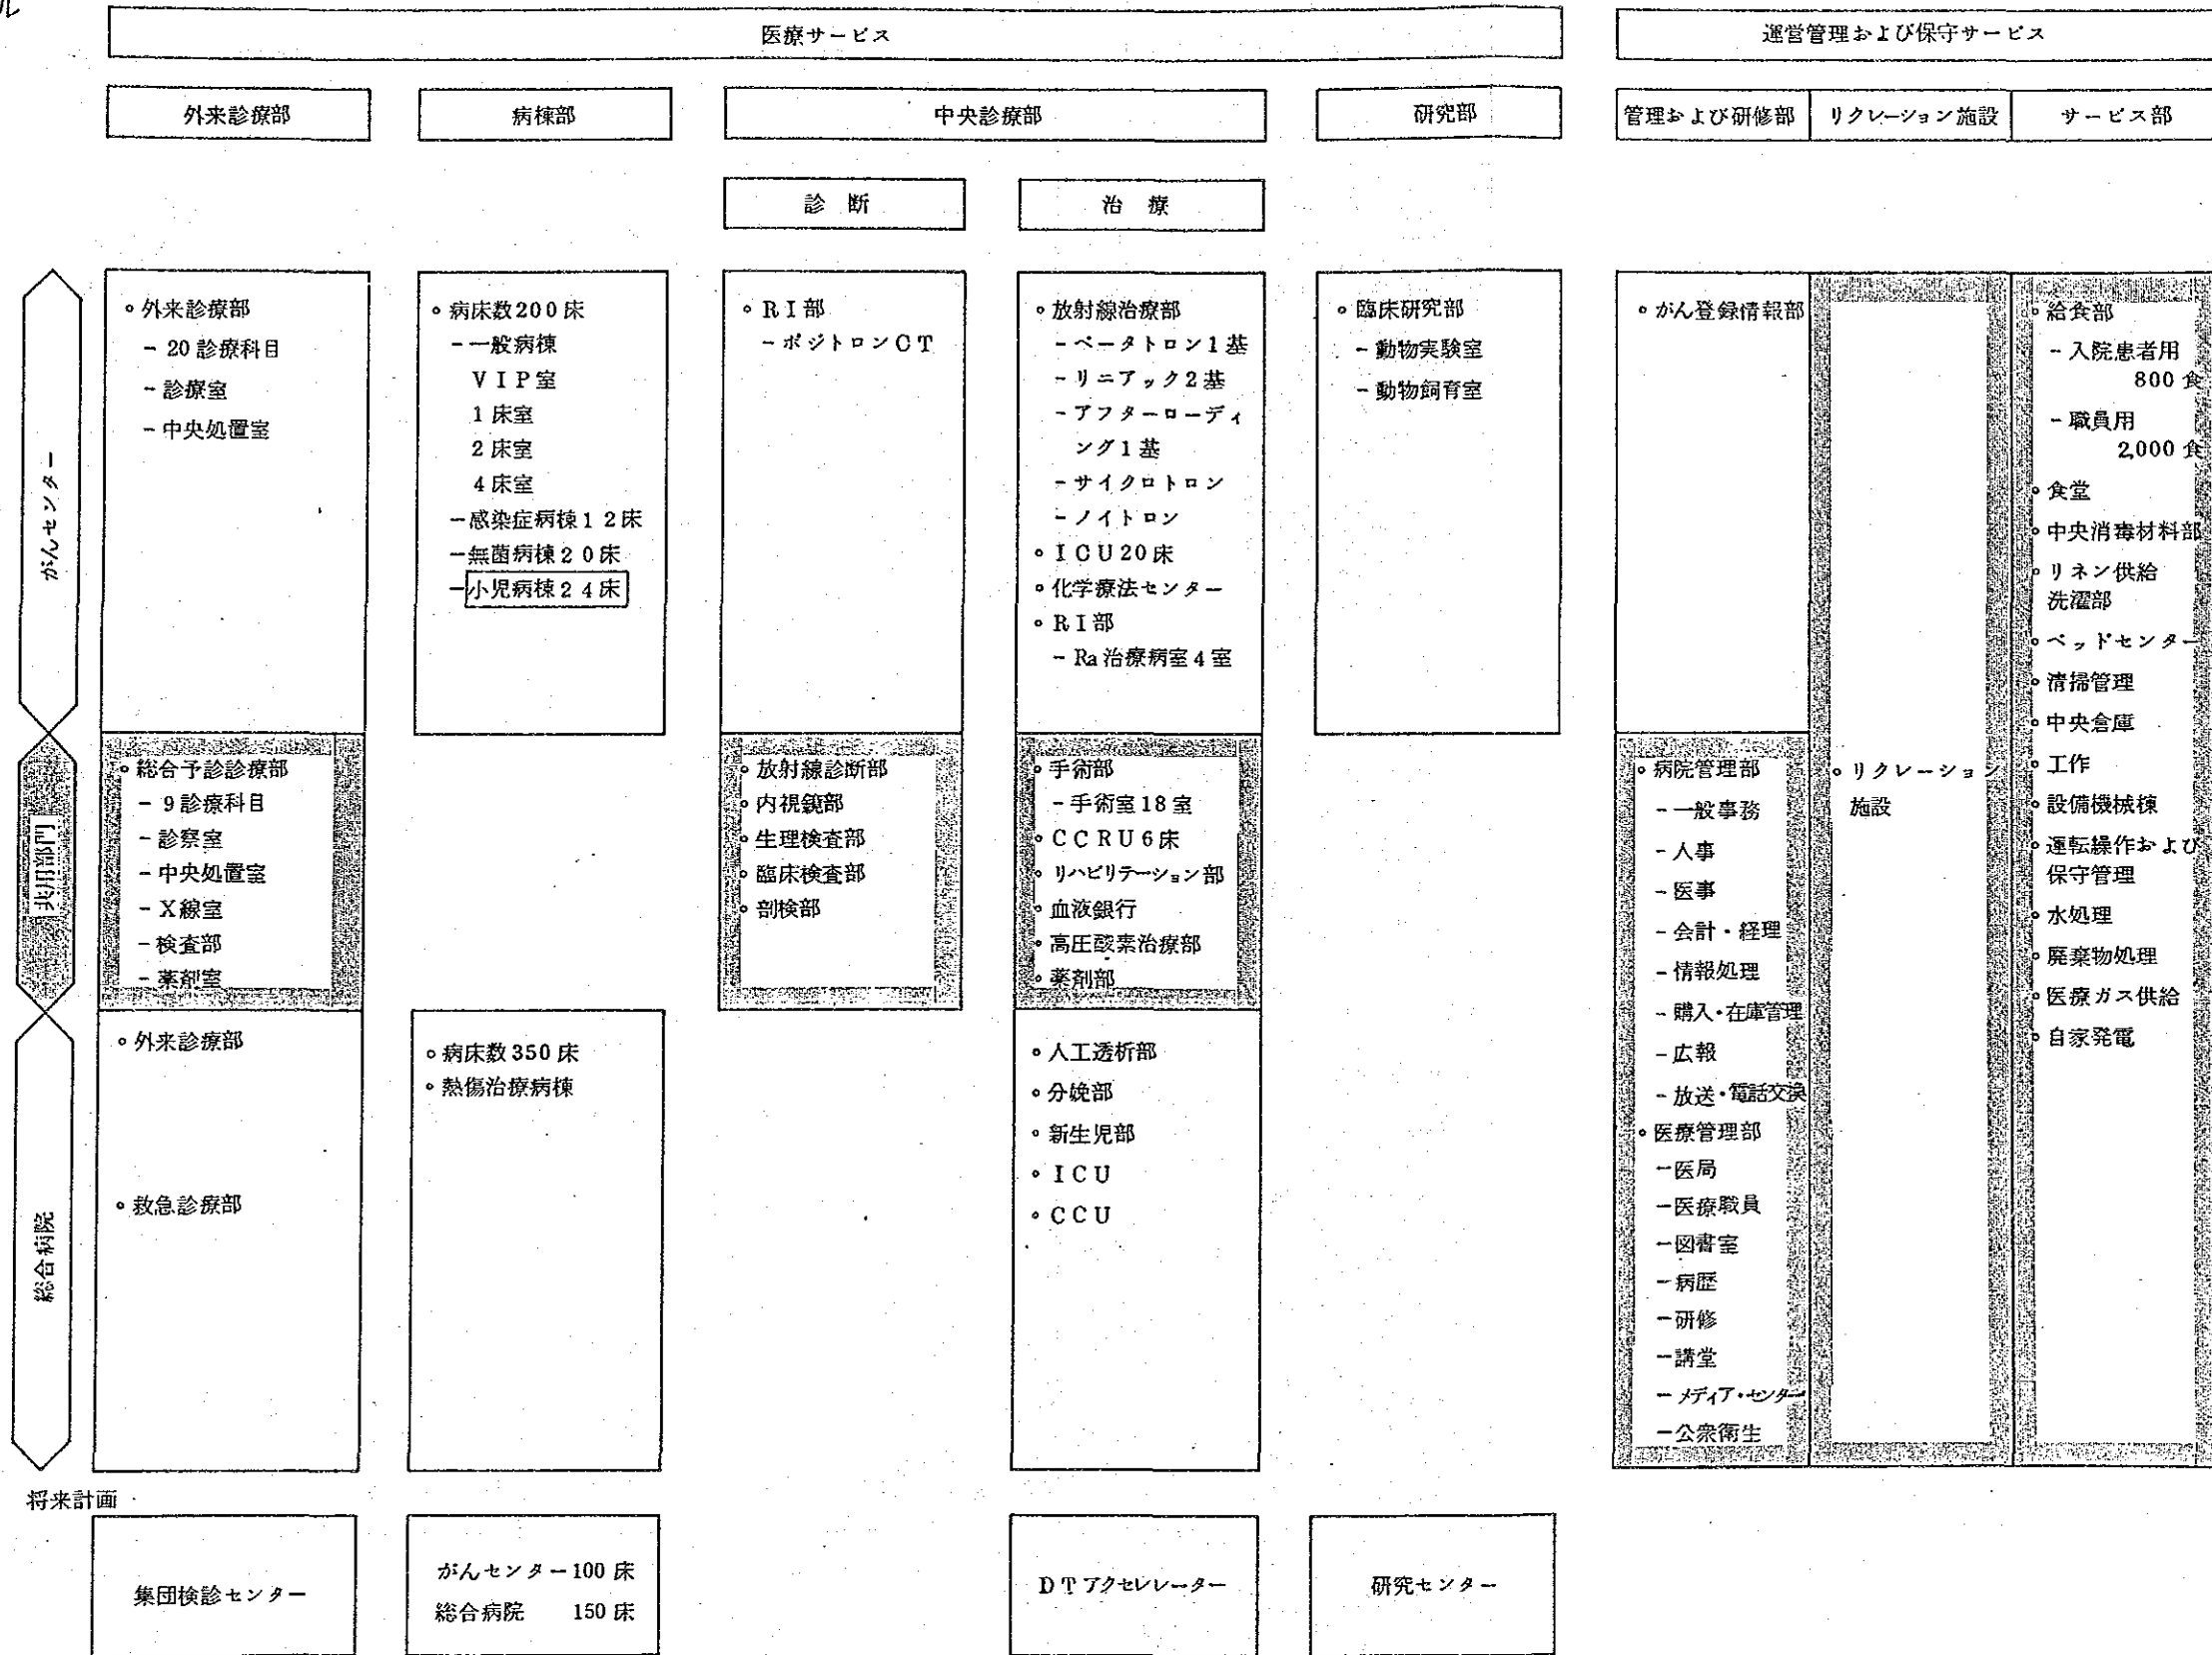 ル
医療サービス
運営管理および保守サービス
外来診療部
病棟部
中央診療部
研究部
管理および研修部
リクレーション施設
サービス部
診断
治療
がんセンター
。外来診療部
- 20診療科目
- 診療室
- 中央処置室
。病床数200床
- 一般病棟
VIP室
1床室
2床室
4床室
- 感染症病棟12床
- 無菌病棟20床
- 小児病棟24床
。RI部
- ポジトロンCT
。放射線治療部
- ベータトロン1基
- リニアック2基
- アフターローディ
ング1基
- サイクロトロン
- ノイトロン
。ICU20床
。化学療法センター
。RI部
- Ra治療病室4室
。臨床研究部
- 動物実験室
- 動物飼育室
。がん登録情報部
。給食部
- 入院患者用
800食
- 職員用
2,000食
。食堂
。中央消毒材料部
。リネン供給
洗濯部
。ベッドセンター
。清掃管理
。中央倉庫
。工作
。設備機械棟
。運転操作および
保守管理
。水処理
。廃棄物処理
。医療ガス供給
。自家発電
共用部門
。総合予診診療部
- 9診療科目
- 診察室
- 中央処置室
- X線室
- 検査部
- 薬剤室
。放射線診断部
。内視鏡部
。生理検査部
。臨床検査部
。剖検部
。手術部
- 手術室18室
。CCRU6床
。リハビリテーション部
。血液銀行
。高圧酸素治療部
。薬剤部
。病院管理部
- 一般事務
- 人事
- 医事
- 会計・経理
- 情報処理
- 購入・在庫管理
- 広報
- 放送・電話交換
。医療管理部
- 医局
- 医療職員
- 図書室
- 病歴
- 研修
- 講堂
- メディア・センター
- 公衆衛生
。リクレーション
施設
総合病院
。外来診療部
。救急診療部
。病床数350床
。熱傷治療病棟
。人工透析部
。分娩部
。新生児部
。ICU
。CCU
将来計画
集団検診センター
がんセンター100床
総合病院 150床
DTアクセレレーター
研究センター